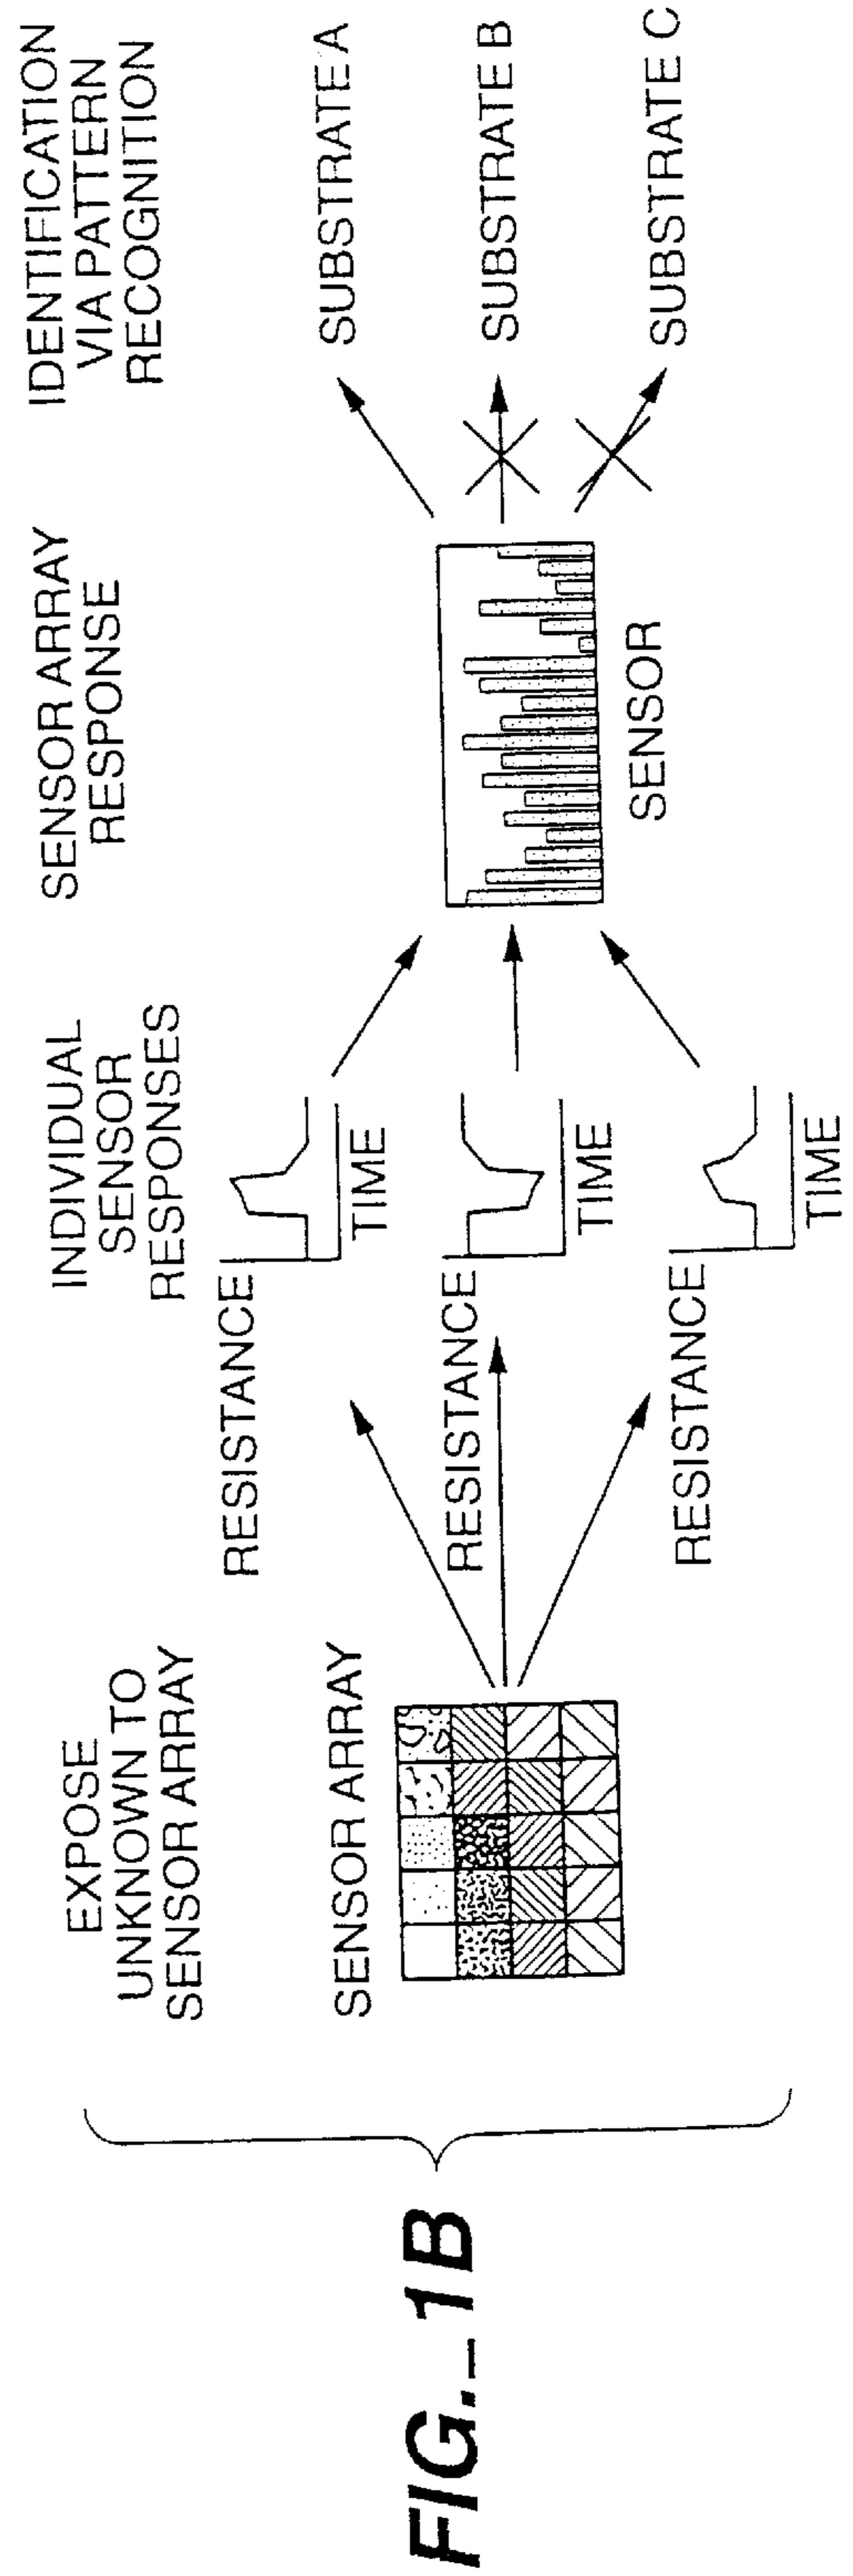 EXPOSE
UNKNOWN TO
SENSOR ARRAY
SENSOR ARRAY
INDIVIDUAL
SENSOR
RESPONSES
RESISTANCE
TIME
RESISTANCE
TIME
RESISTANCE
TIME
SENSOR ARRAY
RESPONSE
SENSOR
IDENTIFICATION
VIA PATTERN
RECOGNITION
SUBSTRATE A
SUBSTRATE B
SUBSTRATE C
FIG._1B